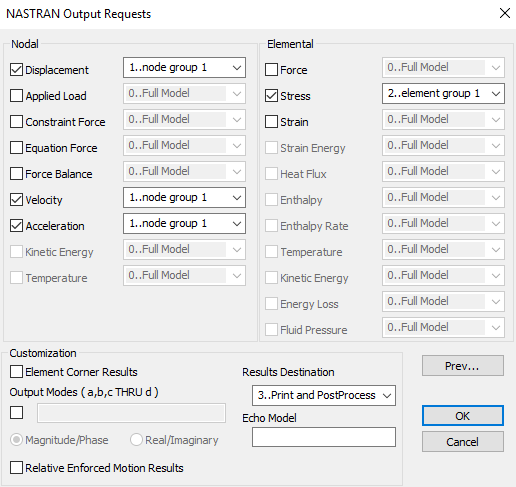 NASTRAN Output Requests
Nodal
Displacement 1..node group 1
Applied Load 0..Full Model
Constraint Force 0..Full Model
Equation Force 0..Full Model
Force Balance 0..Full Model
Velocity 1..node group 1
Acceleration 1..node group 1
Kinetic Energy 0..Full Model
Temperature 0..Full Model
Elemental
Force 0..Full Model
Stress 2..element group 1
Strain 0..Full Model
Strain Energy 0..Full Model
Heat Flux 0..Full Model
Enthalpy 0..Full Model
Enthalpy Rate 0..Full Model
Temperature 0..Full Model
Kinetic Energy 0..Full Model
Energy Loss 0..Full Model
Fluid Pressure 0..Full Model
Customization
Element Corner Results
Output Modes ( a,b,c THRU d )
Magnitude/Phase Real/Imaginary
Relative Enforced Motion Results
Results Destination
3..Print and PostProcess
Echo Model
Prev...
OK
Cancel